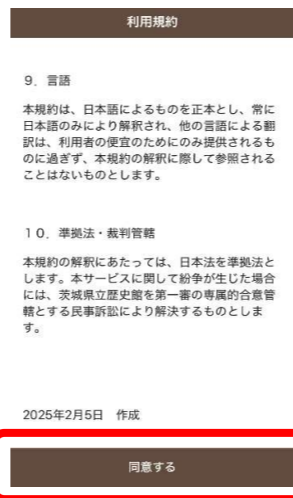 利用規約
9．言語
本規約は、日本語によるものを正本とし、常に
日本語のみにより解釈され、他の言語による翻
訳は、利用者の便宜のためにのみ提供されるも
のに過ぎず、本規約の解釈に際して参照される
ことはないものとします。
１０．準拠法・裁判管轄
本規約の解釈にあたっては、日本法を準拠法と
します。本サービスに関して紛争が生じた場合
には、茨城県立歴史館を第一審の専属的合意管
轄とする民事訴訟により解決するものとしま
す。
2025年2月5日　作成
同意する